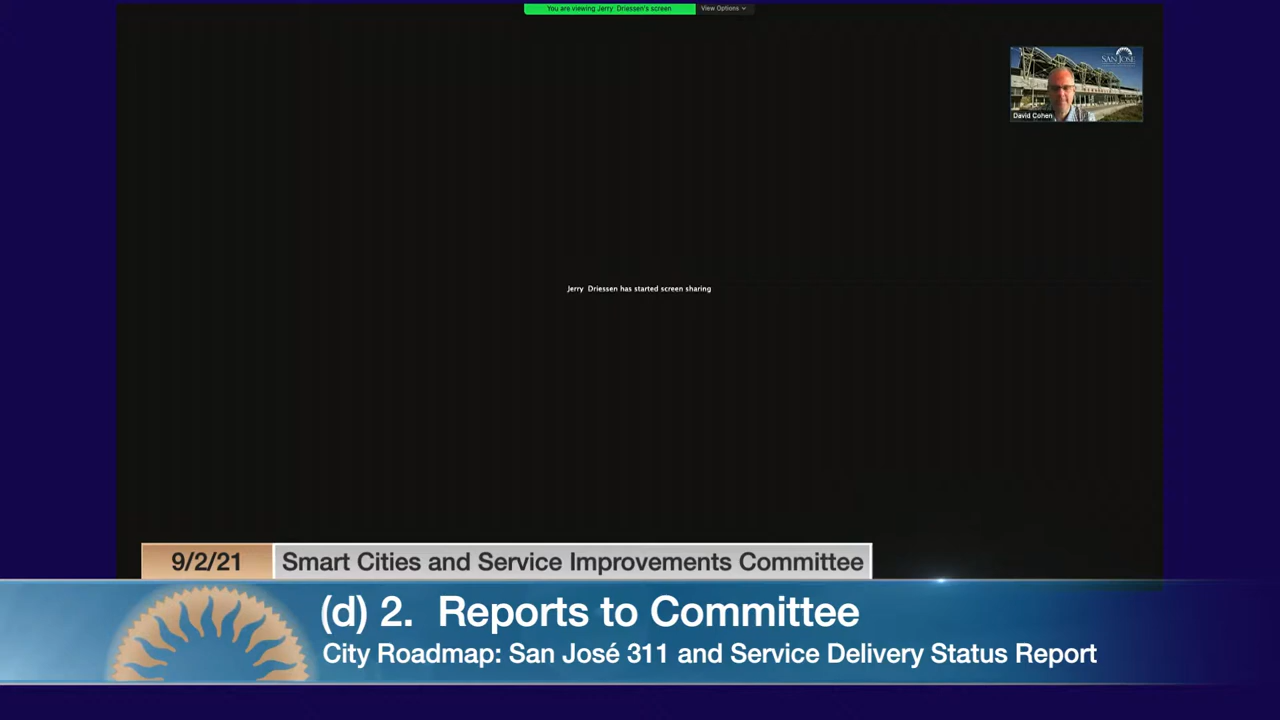 You are viewing Jerry Driessen's screen
View Options
SAN JOSE
David Cohen
Jerry Driessen has started screen sharing
9/2/21
Smart Cities and Service Improvements Committee
(d) 2. Reports to Committee
City Roadmap: San José 311 and Service Delivery Status Report